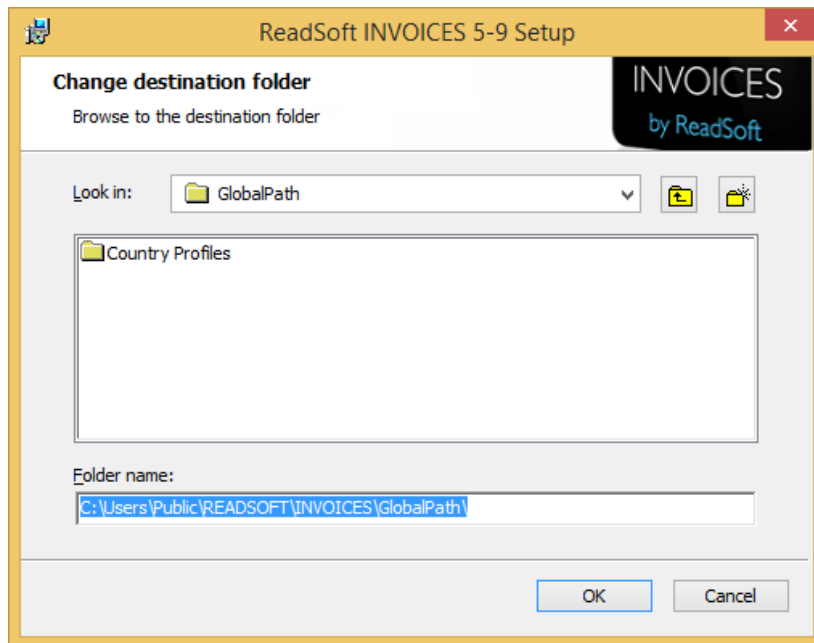 ReadSoft INVOICES 5-9 Setup
Change destination folder
Browse to the destination folder
INVOICES
by ReadSoft
Look in:
GlobalPath
Country Profiles
Folder name:
C:\Users\Public\READSOFT\INVOICES\GlobalPath\
OK
Cancel